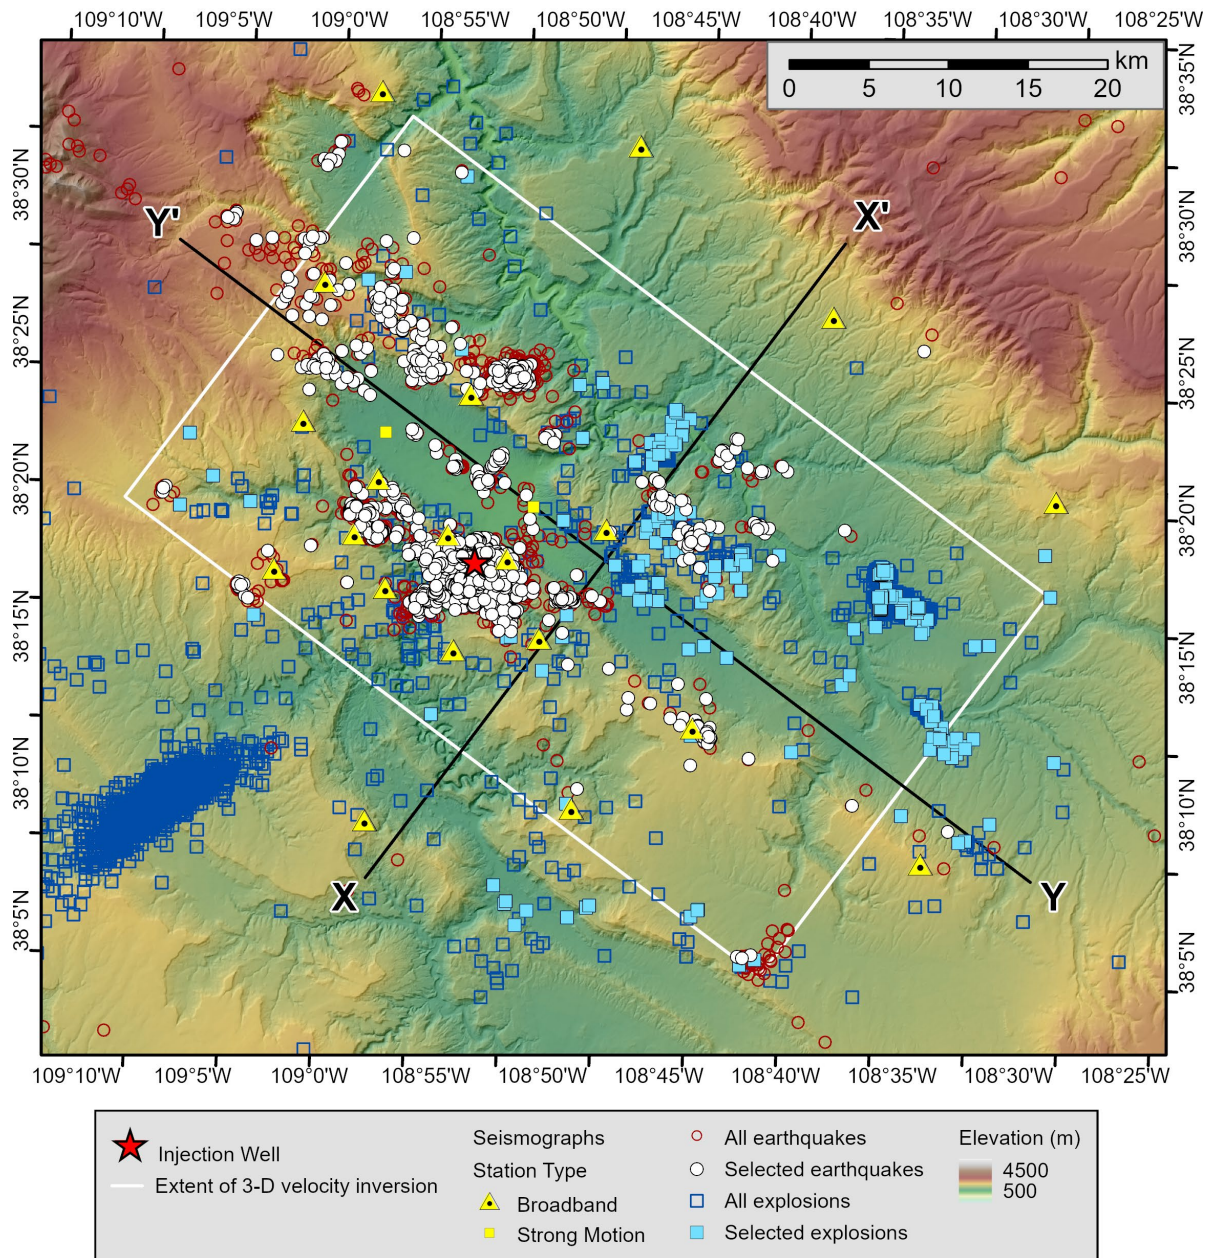 109°10'W 109°5'W 109°0'W 108°55'W 108°50'W 108°45'W 108°40'W 108°35'W 108°30'W 108°25'W
0 5 10 15 20 km
38°35'N
38°30'N
38°30'N
Y'
X'
38°25'N
38°25'N
38°20'N
38°20'N
38°15'N
38°15'N
38°10'N
38°10'N
X
Y
38°5'N
38°5'N
109°10'W 109°5'W 109°0'W 108°55'W 108°50'W 108°45'W 108°40'W 108°35'W 108°30'W 108°25'W
Injection Well
Extent of 3-D velocity inversion
Seismographs
Station Type
Broadband
Strong Motion
All earthquakes
Selected earthquakes
All explosions
Selected explosions
Elevation (m)
4500
500